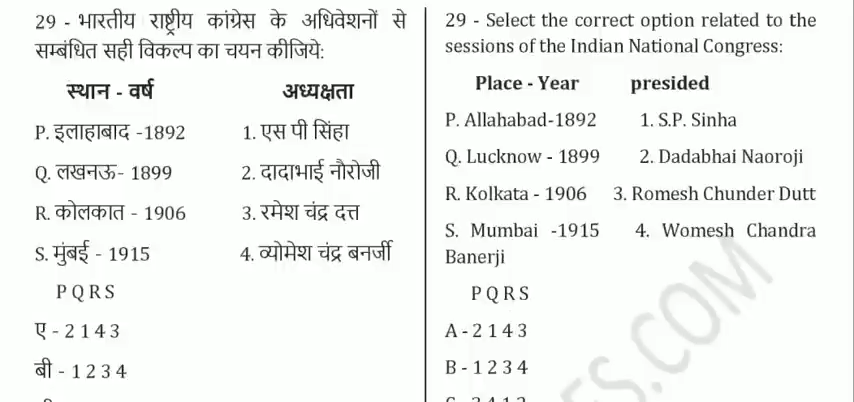 29 - भारतीय राष्ट्रीय कांग्रेस के अधिवेशनों से
सम्बंधित सही विकल्प का चयन कीजिये:
स्थान - वर्ष अध्यक्षता
P. इलाहाबाद -1892 1. एस पी सिंहा
Q. लखनऊ- 1899 2. दादाभाई नौरोजी
R. कोलकात - 1906 3. रमेश चंद्र दत्त
S. मुंबई - 1915 4. व्योमेश चंद्र बनर्जी
P Q R S
ए - 2 1 4 3
बी - 1 2 3 4
29 - Select the correct option related to the
sessions of the Indian National Congress:
Place - Year presided
P. Allahabad-1892 1. S.P. Sinha
Q. Lucknow - 1899 2. Dadabhai Naoroji
R. Kolkata - 1906 3. Romesh Chunder Dutt
S. Mumbai -1915 4. Womesh Chandra
Banerji
P Q R S
A - 2 1 4 3
B - 1 2 3 4
ES.COM